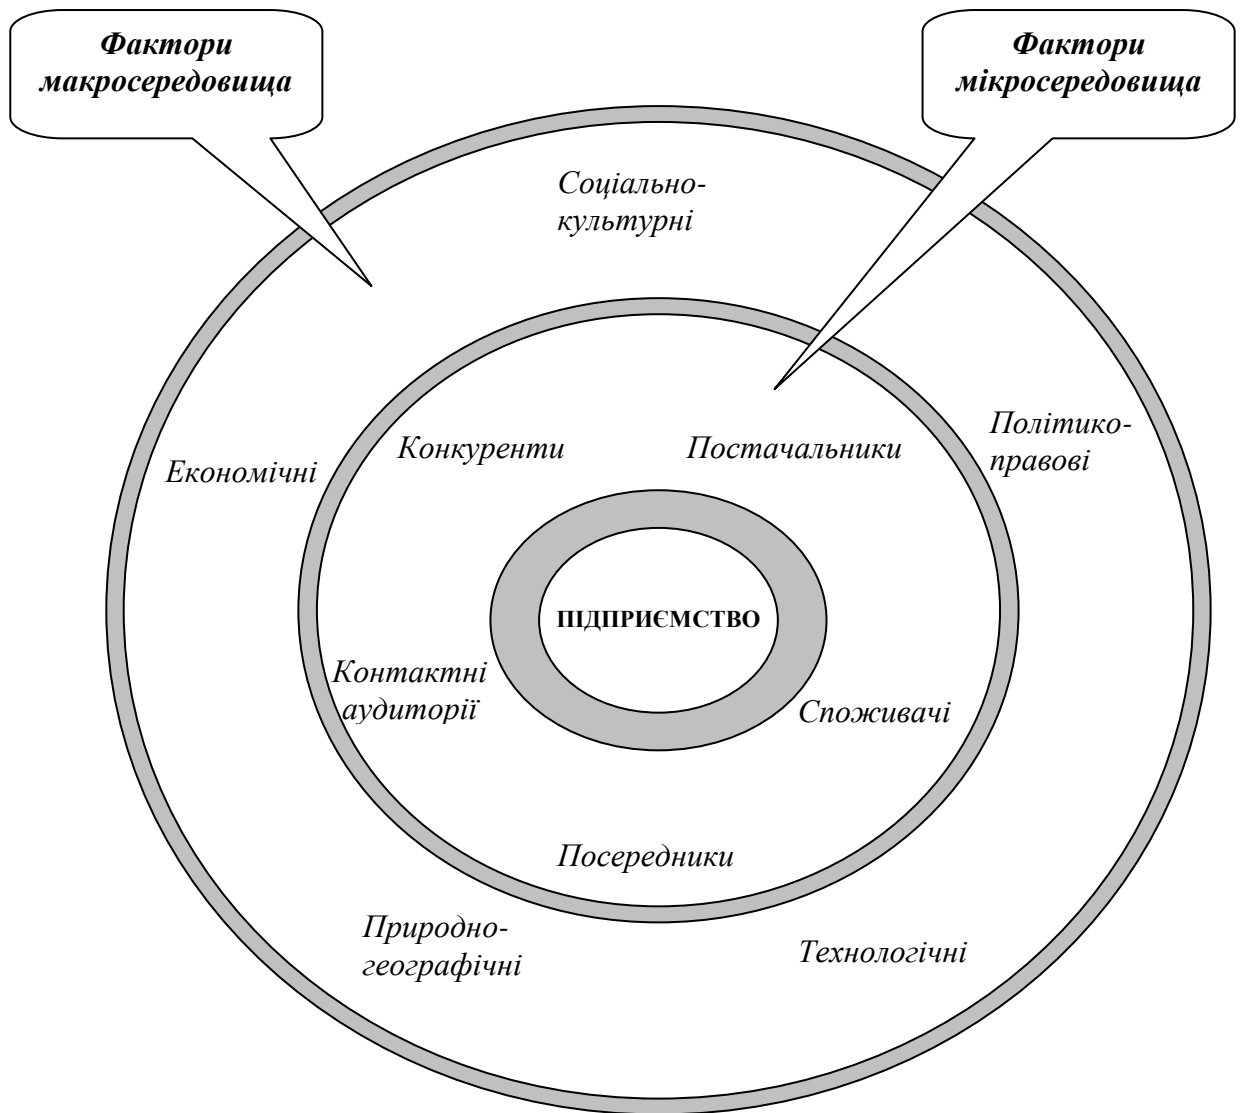 Фактори
макросередовища
Фактори
мікросередовища
Соціально-
культурні
Політико-
правові
Економічні
Конкуренти
Постачальники
ПІДПРИЄМСТВО
Контактні
аудиторії
Споживачі
Посередники
Природно-
географічні
Технологічні